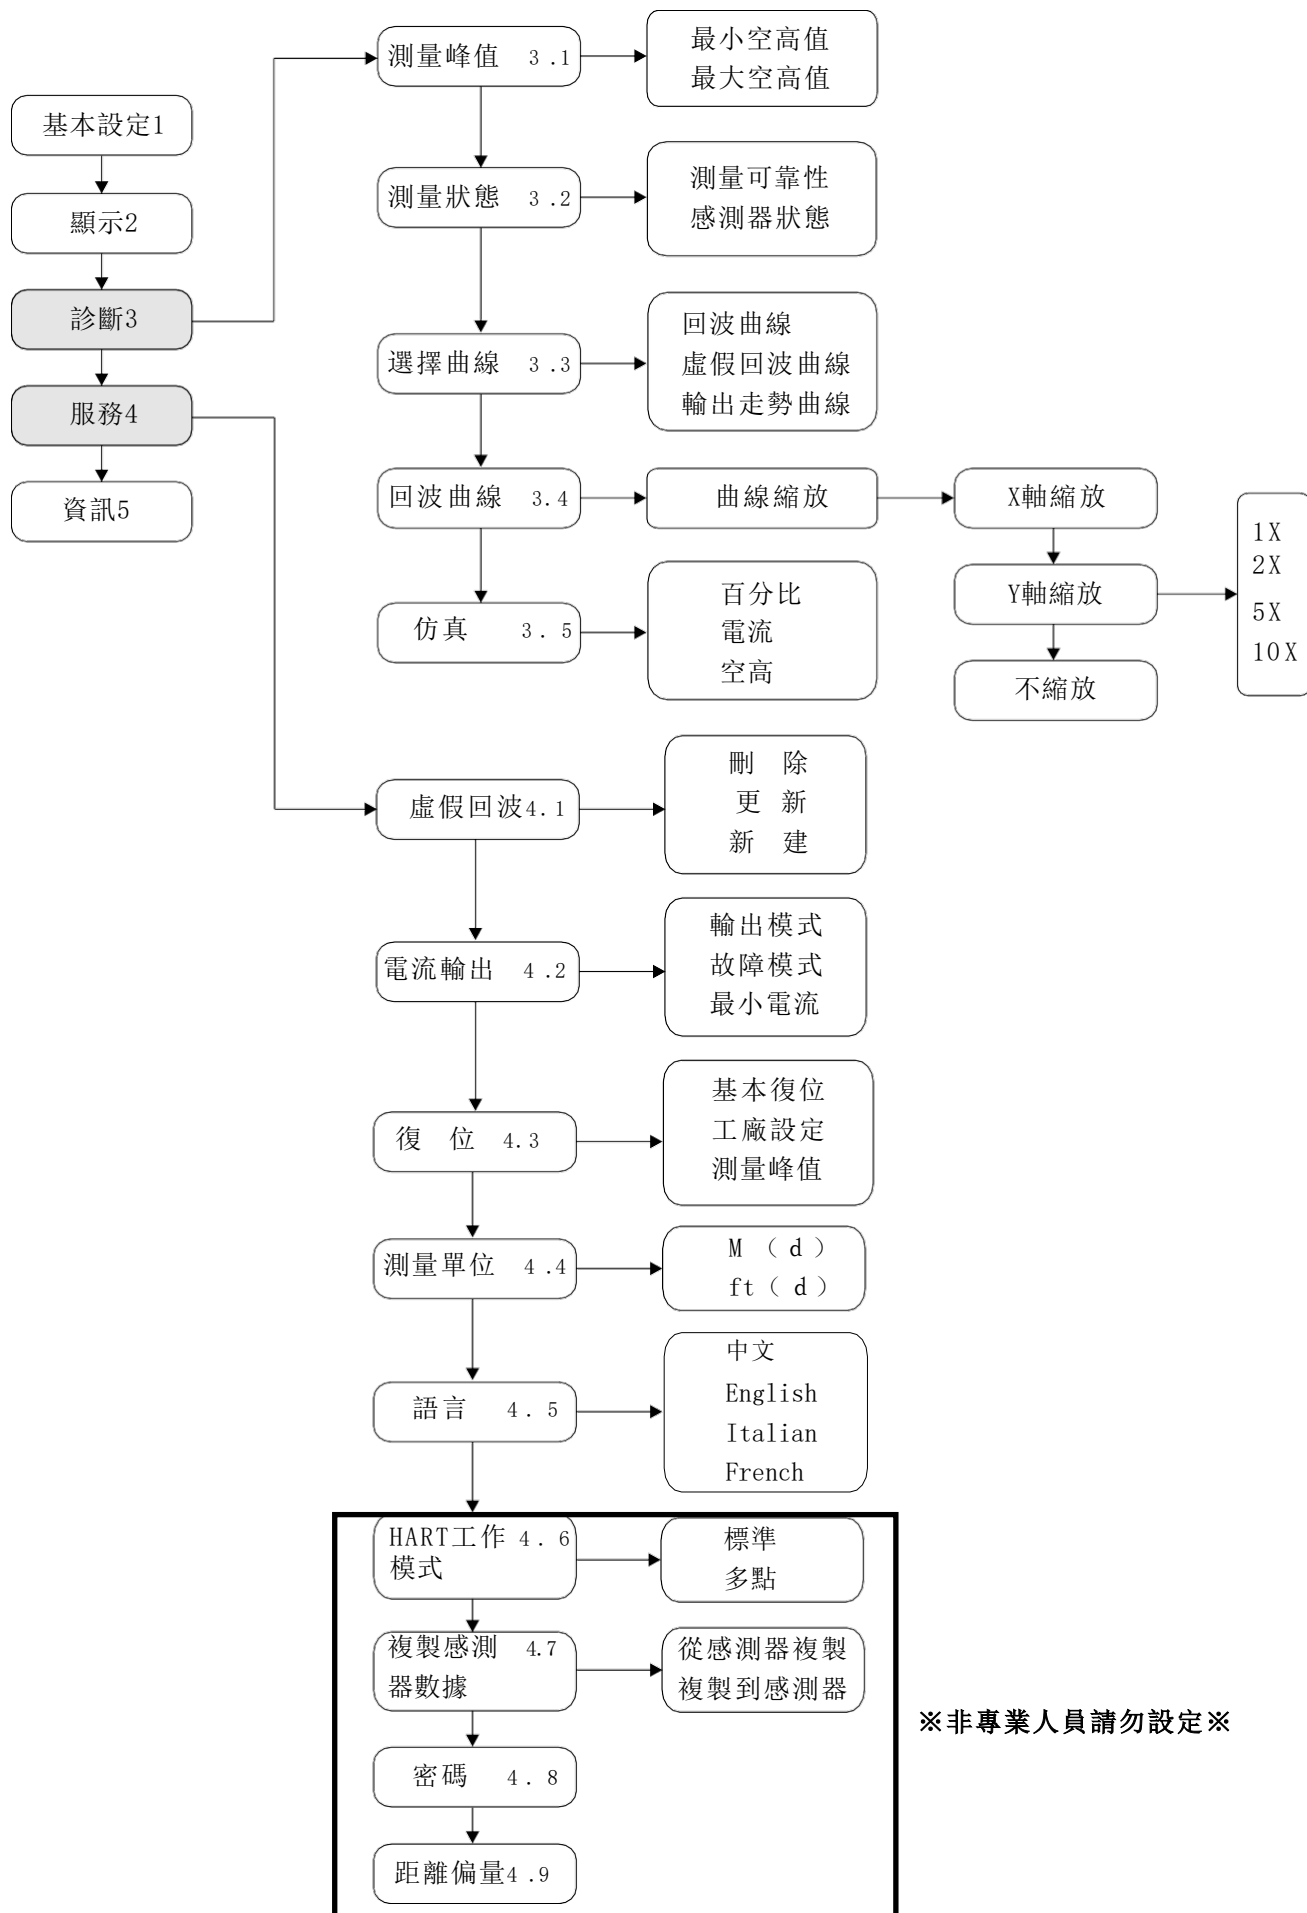 基本設定1
顯示2
診斷3
服務4
資訊5
測量峰值 3.1
最小空高值
最大空高值
測量狀態 3.2
測量可靠性
感測器狀態
選擇曲線 3.3
回波曲線
虛假回波曲線
輸出走勢曲線
回波曲線 3.4
曲線縮放
X軸縮放
Y軸縮放
不縮放
1X
2X
5X
10X
仿真 3.5
百分比
電流
空高
虛假回波4.1
刪 除
更 新
新 建
電流輸出 4.2
輸出模式
故障模式
最小電流
復 位 4.3
基本復位
工廠設定
測量峰值
測量單位 4.4
M（d）
ft（d）
語言 4.5
中文
English
Italian
French
HART工作 4.6
模式
標準
多點
複製感測 4.7
器數據
從感測器複製
複製到感測器
※非專業人員請勿設定※
密碼 4.8
距離偏量4.9